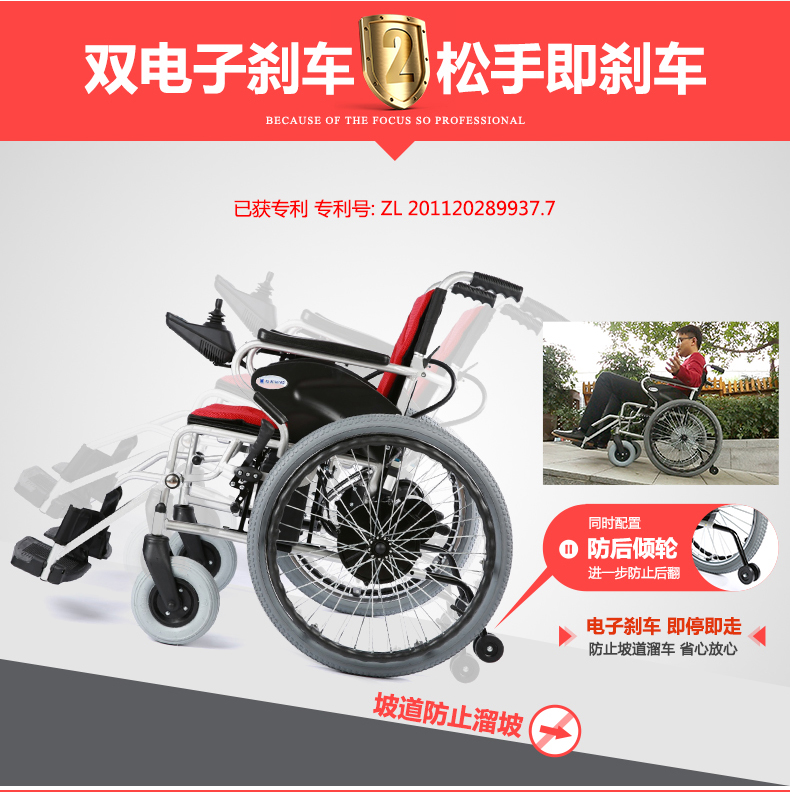 双电子刹车 2 松手即刹车
BECAUSE OF THE FOCUS SO PROFESSIONAL
已获专利 专利号: ZL 201120289937.7
同时配置
防后倾轮
进一步防止后翻
电子刹车 即停即走
防止坡道溜车 省心放心
坡道防止溜坡